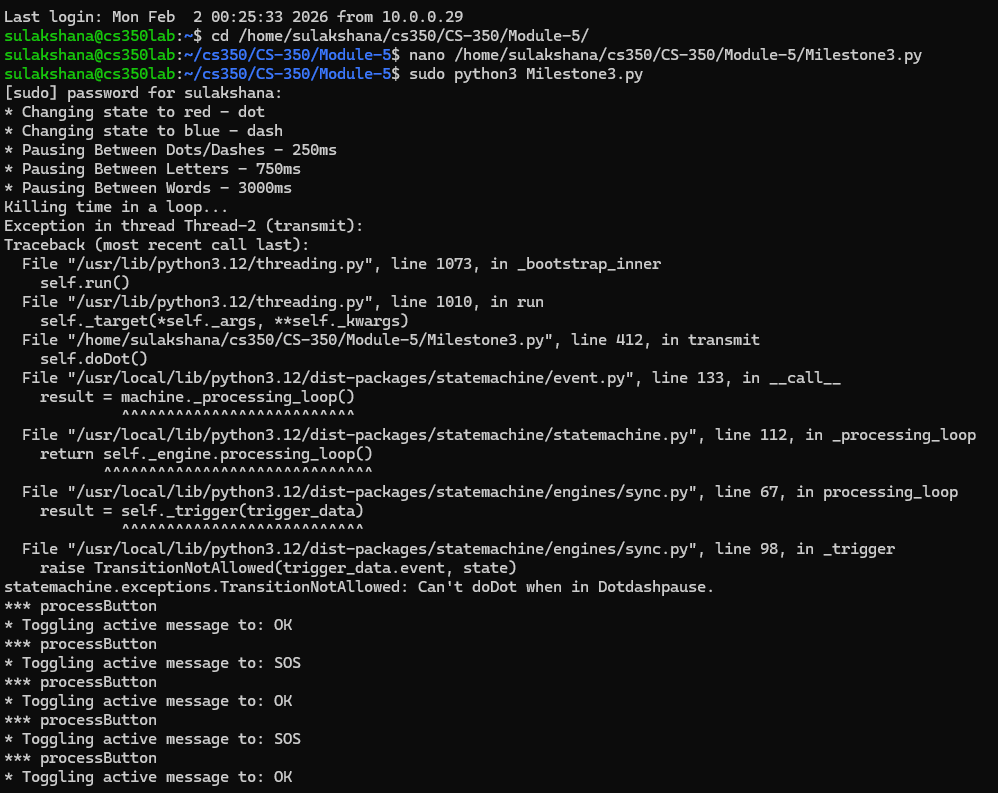 Last login: Mon Feb  2 00:25:33 2026 from 10.0.0.29
sulakshana@cs350lab:~$ cd /home/sulakshana/cs350/CS-350/Module-5/
sulakshana@cs350lab:~/cs350/CS-350/Module-5$ nano /home/sulakshana/cs350/CS-350/Module-5/Milestone3.py
sulakshana@cs350lab:~/cs350/CS-350/Module-5$ sudo python3 Milestone3.py
[sudo] password for sulakshana:
* Changing state to red - dot
* Changing state to blue - dash
* Pausing Between Dots/Dashes - 250ms
* Pausing Between Letters - 750ms
* Pausing Between Words - 3000ms
Killing time in a loop...
Exception in thread Thread-2 (transmit):
Traceback (most recent call last):
  File "/usr/lib/python3.12/threading.py", line 1073, in _bootstrap_inner
    self.run()
  File "/usr/lib/python3.12/threading.py", line 1010, in run
    self._target(*self._args, **self._kwargs)
  File "/home/sulakshana/cs350/CS-350/Module-5/Milestone3.py", line 412, in transmit
    self.doDot()
  File "/usr/local/lib/python3.12/dist-packages/statemachine/event.py", line 133, in __call__
    result = machine._processing_loop()
             ^^^^^^^^^^^^^^^^^^^^^^^^^^
  File "/usr/local/lib/python3.12/dist-packages/statemachine/statemachine.py", line 112, in _processing_loop
    return self._engine.processing_loop()
           ^^^^^^^^^^^^^^^^^^^^^^^^^^^^^^
  File "/usr/local/lib/python3.12/dist-packages/statemachine/engines/sync.py", line 67, in processing_loop
    result = self._trigger(trigger_data)
             ^^^^^^^^^^^^^^^^^^^^^^^^^^^
  File "/usr/local/lib/python3.12/dist-packages/statemachine/engines/sync.py", line 98, in _trigger
    raise TransitionNotAllowed(trigger_data.event, state)
statemachine.exceptions.TransitionNotAllowed: Can't doDot when in Dotdashpause.
*** processButton
* Toggling active message to: OK
*** processButton
* Toggling active message to: SOS
*** processButton
* Toggling active message to: OK
*** processButton
* Toggling active message to: SOS
*** processButton
* Toggling active message to: OK